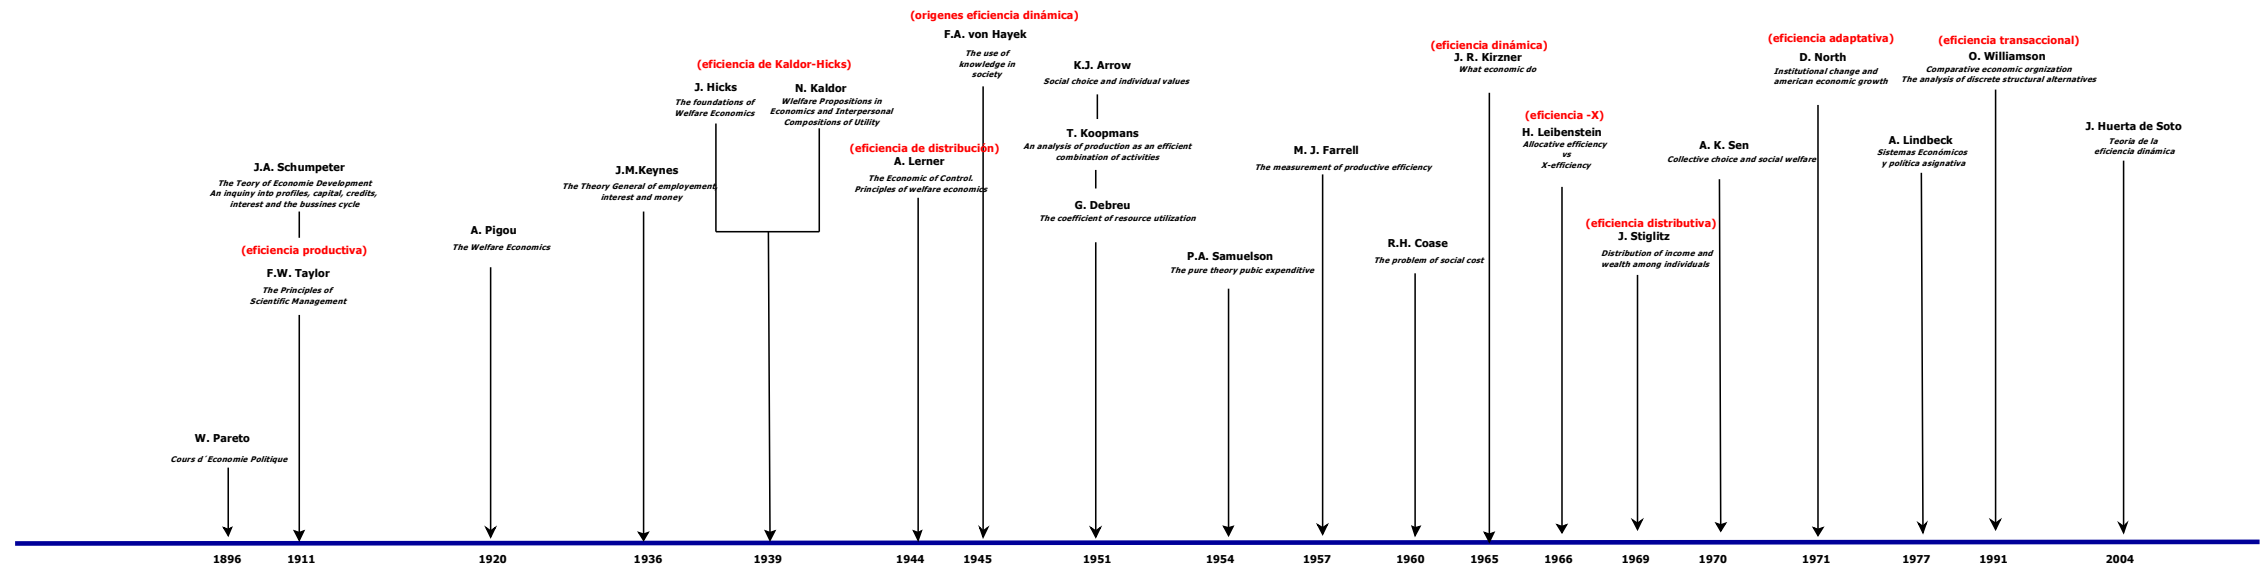 (origenes eficiencia dinámica)
F.A. von Hayek
The use of
knowledge in
society
(eficiencia de Kaldor-Hicks)
J. Hicks
The foundations of
Welfare Economics
N. Kaldor
Wlelfare Propositions in
Economics and Interpersonal
Compositions of Utility
K.J. Arrow
Social choice and individual values
T. Koopmans
An analysis of production as an efficient
combination of activities
G. Debreu
The coefficient of resource utilization
(eficiencia dinámica)
J. R. Kirzner
What economic do
(eficiencia adaptativa)
D. North
Institutional change and
american economic growth
(eficiencia transaccional)
O. Williamson
Comparative economic orgnization
The analysis of discrete structural alternatives
(eficiencia -X)
H. Leibenstein
Allocative efficiency
vs
X-efficiency
J. Huerta de Soto
Teoria de la
eficiencia dinámica
A. Lindbeck
Sistemas Económicos
y política asignativa
A. K. Sen
Collective choice and social welfare
M. J. Farrell
The measurement of productive efficiency
(eficiencia de distribución)
A. Lerner
The Economic of Control.
Principles of welfare economics
J.A. Schumpeter
The Teory of Economie Development
An inquiny into profiles, capital, credits,
interest and the bussines cycle
J.M.Keynes
The Theory General of employement,
interest and money
(eficiencia productiva)
F.W. Taylor
The Principles of
Scientific Management
A. Pigou
The Welfare Economics
P.A. Samuelson
The pure theory pubic expenditive
R.H. Coase
The problem of social cost
(eficiencia distributiva)
J. Stiglitz
Distribution of income and
wealth among individuals
W. Pareto
Cours d´Economie Politique
1896 1911 1920 1936 1939 1944 1945 1951 1954 1957 1960 1965 1966 1969 1970 1971 1977 1991 2004